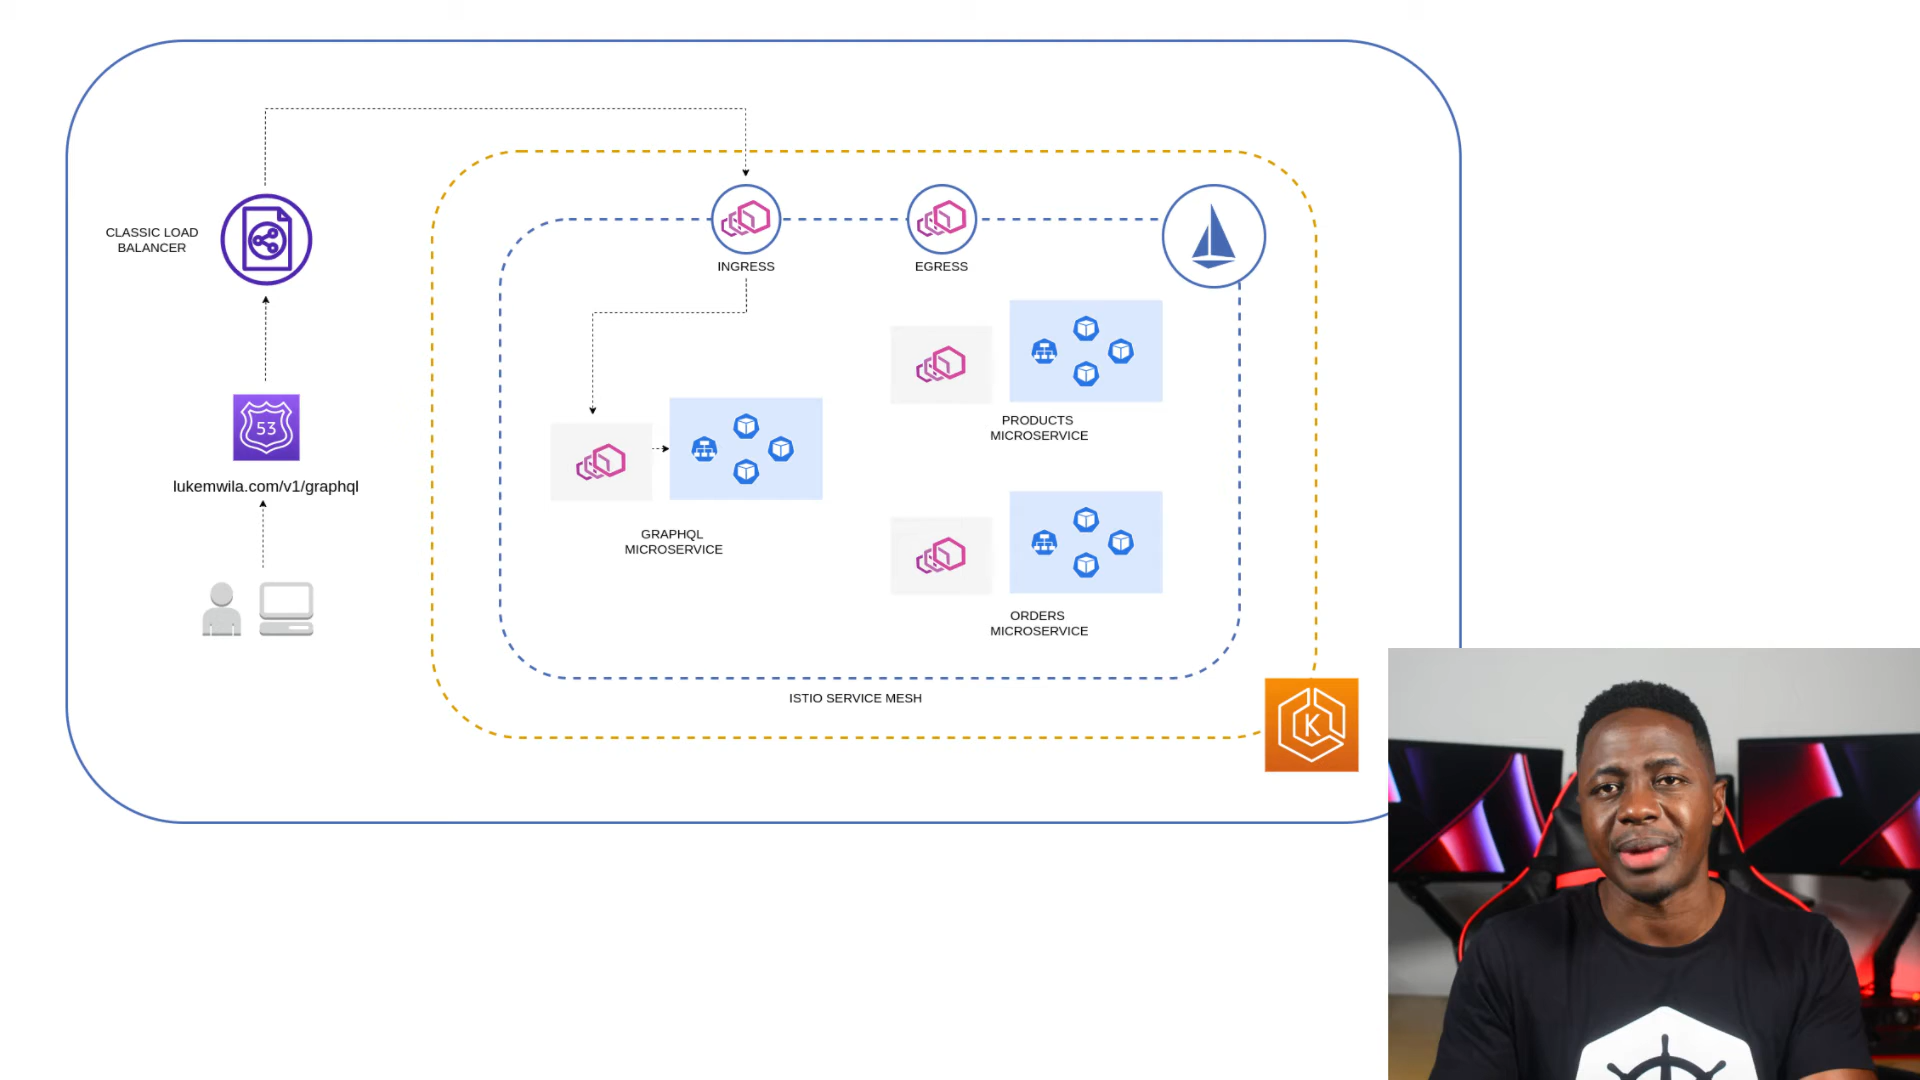 CLASSIC LOAD
BALANCER
INGRESS
EGRESS
53
lukemwila.com/v1/graphql
PRODUCTS
MICROSERVICE
GRAPHQL
MICROSERVICE
ORDERS
MICROSERVICE
ISTIO SERVICE MESH
K